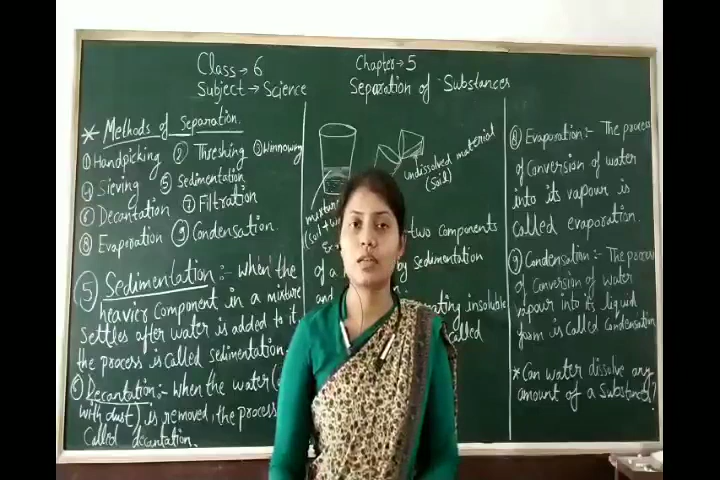 Class → 6
Subject → Science
Chapter → 5
Separation of Substances
* Methods of Separation.
① Handpicking ② Threshing ③ Winnowing
④ Sieving ⑤ Sedimentation
⑥ Decantation ⑦ Filtration
⑧ Evaporation ⑨ Condensation.
⑤ Sedimentation :- When the
heavier component in a mixture
settles after water is added to it
the process is called sedimentation.
⑥ Decantation :- When the water
with dust) is removed, the process
called decantation.
undissolved material
(Soil)
mixture
(Soil +
two components
of a by sedimentation
and
insoluble
called
⑧ Evaporation :- The process
of Conversion of water
into its vapour is
called evaporation.
⑨ Condensation :- The process
of Conversion of water
vapour into its liquid
form is called Condensation
* Can water dissolve any
amount of a Substance?